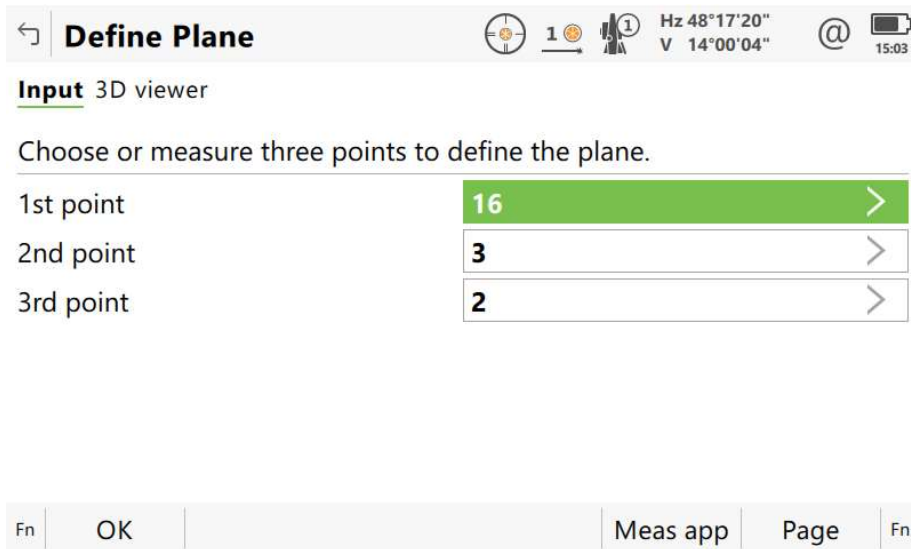 Define Plane
1
1
Hz 48°17'20"
V 14°00'04"
@
15:03
Input 3D viewer
Choose or measure three points to define the plane.
1st point 16
2nd point 3
3rd point 2
Fn OK Meas app Page Fn